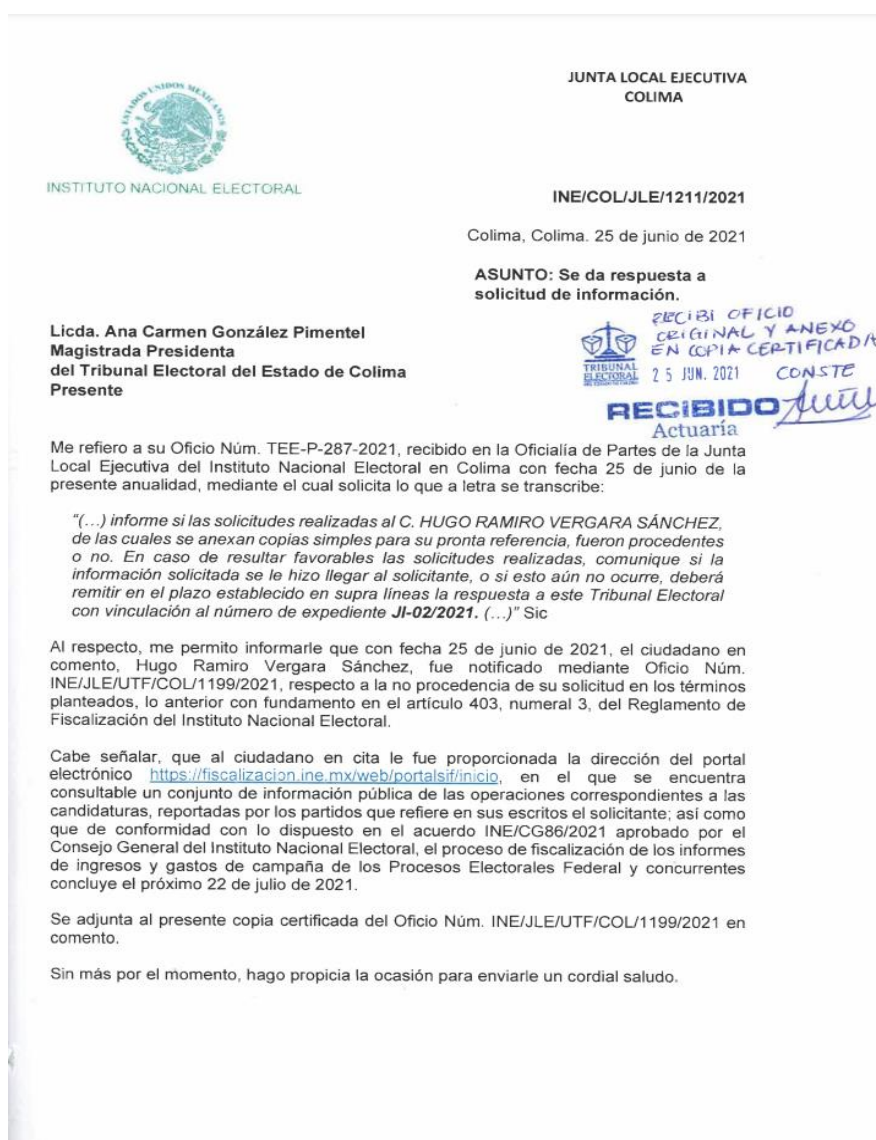 JUNTA LOCAL EJECUTIVA
COLIMA
ESTADOS UNIDOS MEXICANOS
INSTITUTO NACIONAL ELECTORAL
INE/COL/JLE/1211/2021
Colima, Colima. 25 de junio de 2021
ASUNTO: Se da respuesta a
solicitud de información.
RECIBI OFICIO
ORIGINAL Y ANEXO
EN COPIA CERTIFICADA
CONSTE
TRIBUNAL
ELECTORAL
DEL ESTADO DE COLIMA
25 JUN. 2021
RECIBIDO
Actuaría
Licda. Ana Carmen González Pimentel
Magistrada Presidenta
del Tribunal Electoral del Estado de Colima
Presente
Me refiero a su Oficio Núm. TEE-P-287-2021, recibido en la Oficialía de Partes de la Junta
Local Ejecutiva del Instituto Nacional Electoral en Colima con fecha 25 de junio de la
presente anualidad, mediante el cual solicita lo que a letra se transcribe:
"(...) informe si las solicitudes realizadas al C. HUGO RAMIRO VERGARA SÁNCHEZ,
de las cuales se anexan copias simples para su pronta referencia, fueron procedentes
o no. En caso de resultar favorables las solicitudes realizadas, comunique si la
información solicitada se le hizo llegar al solicitante, o si esto aún no ocurre, deberá
remitir en el plazo establecido en supra líneas la respuesta a este Tribunal Electoral
con vinculación al número de expediente JI-02/2021. (...)" Sic
Al respecto, me permito informarle que con fecha 25 de junio de 2021, el ciudadano en
comento, Hugo Ramiro Vergara Sánchez, fue notificado mediante Oficio Núm.
INE/JLE/UTF/COL/1199/2021, respecto a la no procedencia de su solicitud en los términos
planteados, lo anterior con fundamento en el artículo 403, numeral 3, del Reglamento de
Fiscalización del Instituto Nacional Electoral.
Cabe señalar, que al ciudadano en cita le fue proporcionada la dirección del portal
electrónico https://fiscalizacion.ine.mx/web/portalsif/inicio, en el que se encuentra
consultable un conjunto de información pública de las operaciones correspondientes a las
candidaturas, reportadas por los partidos que refiere en sus escritos el solicitante; así como
que de conformidad con lo dispuesto en el acuerdo INE/CG86/2021 aprobado por el
Consejo General del Instituto Nacional Electoral, el proceso de fiscalización de los informes
de ingresos y gastos de campaña de los Procesos Electorales Federal y concurrentes
concluye el próximo 22 de julio de 2021.
Se adjunta al presente copia certificada del Oficio Núm. INE/JLE/UTF/COL/1199/2021 en
comento.
Sin más por el momento, hago propicia la ocasión para enviarle un cordial saludo.